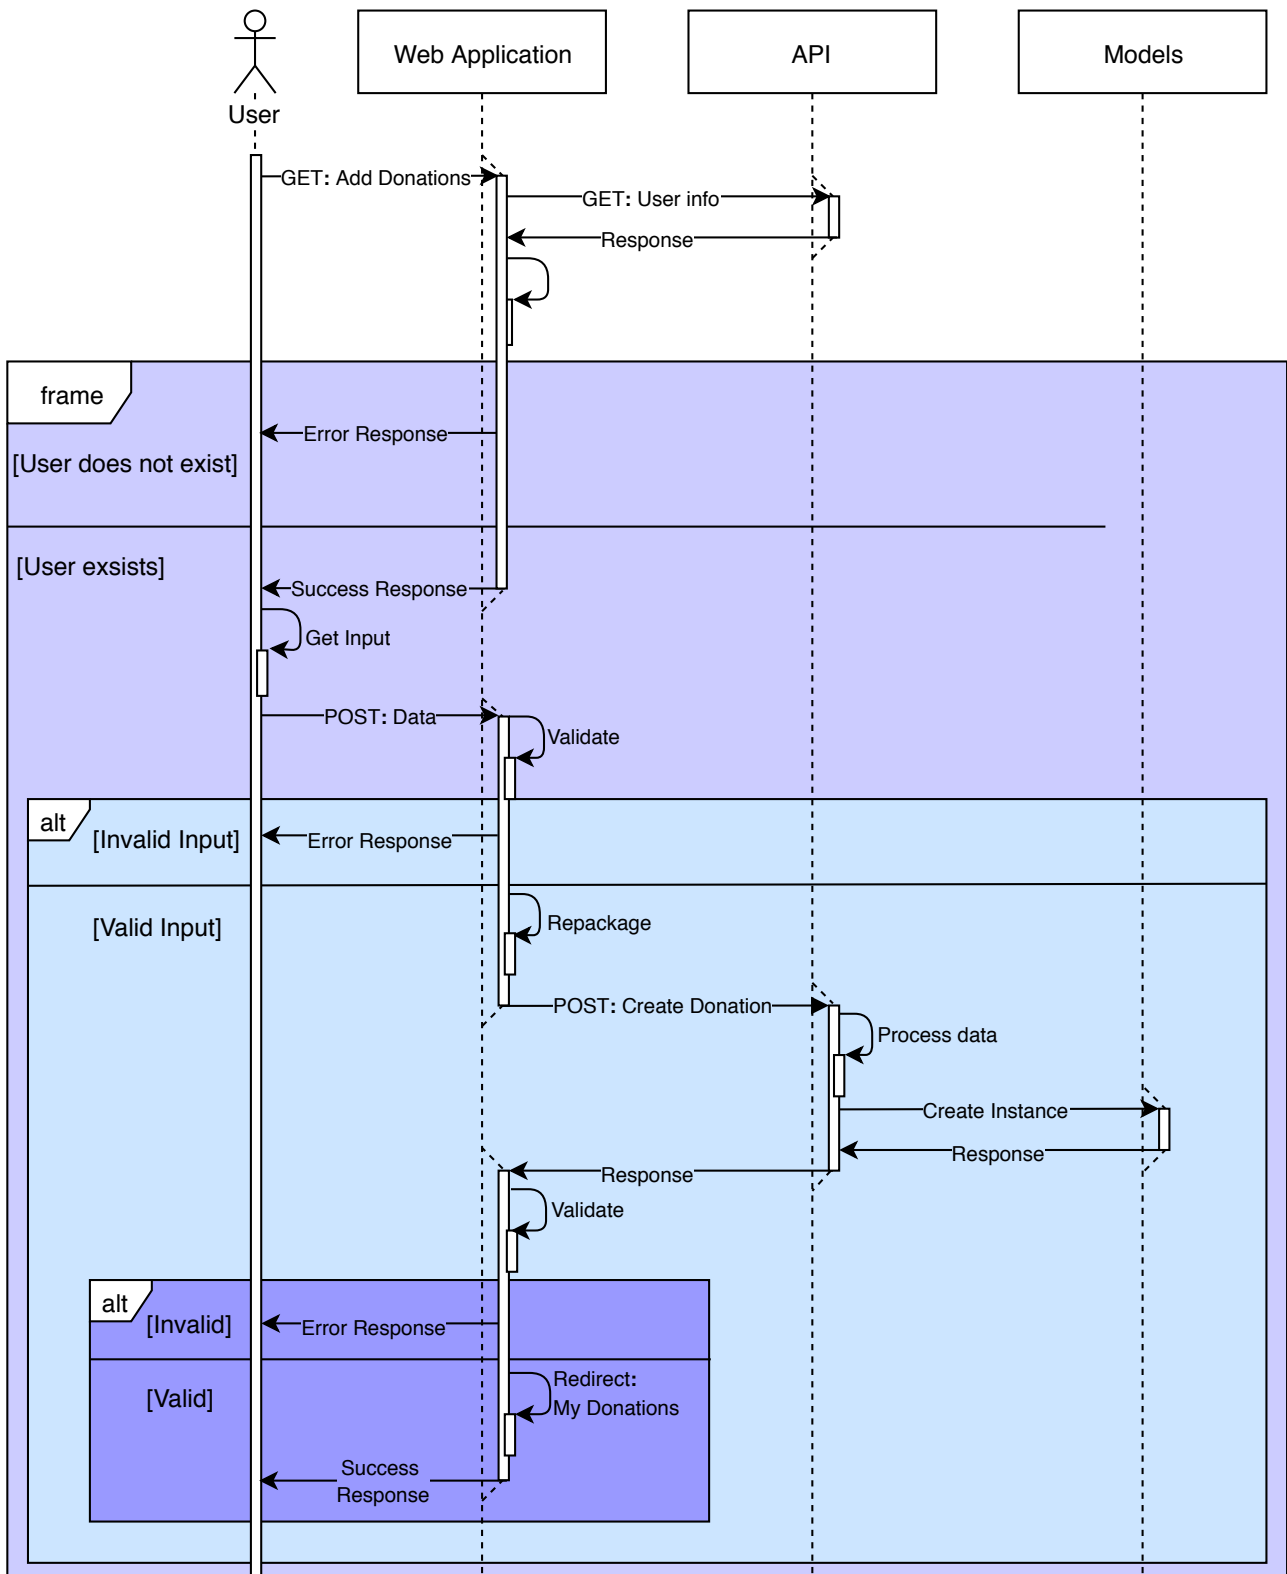 User
Web Application
API
Models
GET: Add Donations
GET: User info
Response
frame
Error Response
[User does not exist]
[User exsists]
Success Response
Get Input
POST: Data
Validate
alt
[Invalid Input]
Error Response
[Valid Input]
Repackage
POST: Create Donation
Process data
Create Instance
Response
Response
Validate
alt
[Invalid]
Error Response
[Valid]
Redirect:
My Donations
Success
Response